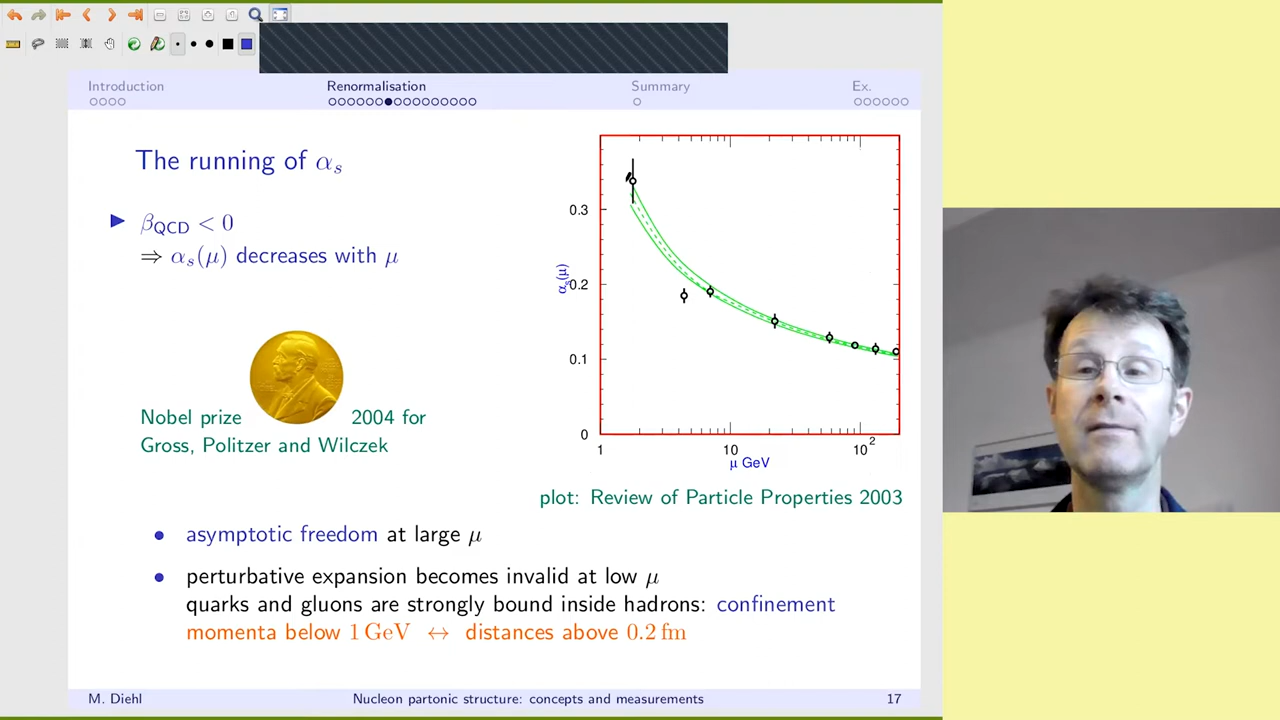 Introduction
Renormalisation
Summary
Ex.
The running of αₛ
β_QCD < 0
⇒ αₛ(μ) decreases with μ
Nobel prize 2004 for
Gross, Politzer and Wilczek
0.3
0.2
0.1
0
αₛ(μ)
1
10
10²
μ GeV
plot: Review of Particle Properties 2003
• asymptotic freedom at large μ
• perturbative expansion becomes invalid at low μ
quarks and gluons are strongly bound inside hadrons: confinement
momenta below 1 GeV ↔ distances above 0.2 fm
M. Diehl
Nucleon partonic structure: concepts and measurements
17